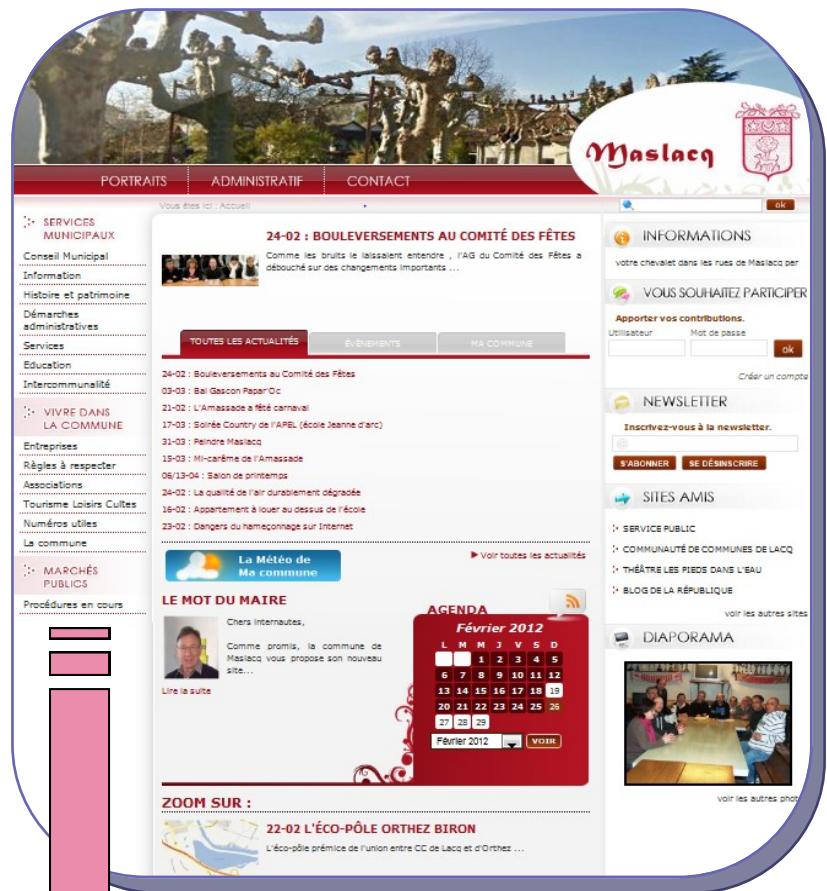 Maslacq
PORTRAITS
ADMINISTRATIF
CONTACT
Vous êtes ici : Accueil
ok
SERVICES
MUNICIPAUX
Conseil Municipal
Information
Histoire et patrimoine
Démarches
administratives
Services
Education
Intercommunalité
VIVRE DANS
LA COMMUNE
Entreprises
Règles à respecter
Associations
Tourisme Loisirs Cultes
Numéros utiles
La commune
MARCHÉS
PUBLICS
Procédures en cours
24-02 : BOULEVERSEMENTS AU COMITÉ DES FÊTES
Comme les bruits le laissaient entendre , l'AG du Comité des Fêtes a
débouché sur des changements importants ...
TOUTES LES ACTUALITÉS
ÉVÈNEMENTS
MA COMMUNE
24-02 : Bouleversements au Comité des Fêtes
03-03 : Bal Gascon Papar'Oc
21-02 : L'Amassade a fêté carnaval
17-03 : Soirée Country de l'APEL (école Jeanne d'arc)
31-03 : Peindre Maslacq
15-03 : Mi-carême de l'Amassade
06/13-04 : Salon de printemps
24-02 : La qualité de l'air durablement dégradée
16-02 : Appartement à louer au dessus de l'école
23-02 : Dangers du hameçonnage sur Internet
Voir toutes les actualités
La Météo de
Ma commune
LE MOT DU MAIRE
Chers internautes,
Comme promis, la commune de
Maslacq vous propose son nouveau
site...
Lire la suite
AGENDA
Février 2012
L M M J V S D
1 2 3 4 5
6 7 8 9 10 11 12
13 14 15 16 17 18 19
20 21 22 23 24 25 26
27 28 29
Février 2012
VOIR
ZOOM SUR :
22-02 L'ÉCO-PÔLE ORTHEZ BIRON
L'éco-pôle prémice de l'union entre CC de Lacq et d'Orthez ...
INFORMATIONS
votre chevalet dans les rues de Maslacq per
VOUS SOUHAITEZ PARTICIPER
Apporter vos contributions.
Utilisateur
Mot de passe
ok
Créer un compte
NEWSLETTER
Inscrivez-vous à la newsletter.
@
S'ABONNER
SE DÉSINSCRIRE
SITES AMIS
SERVICE PUBLIC
COMMUNAUTÉ DE COMMUNES DE LACQ
THÉÂTRE LES PIEDS DANS L'EAU
BLOG DE LA RÉPUBLIQUE
voir les autres sites
DIAPORAMA
voir les autres phot